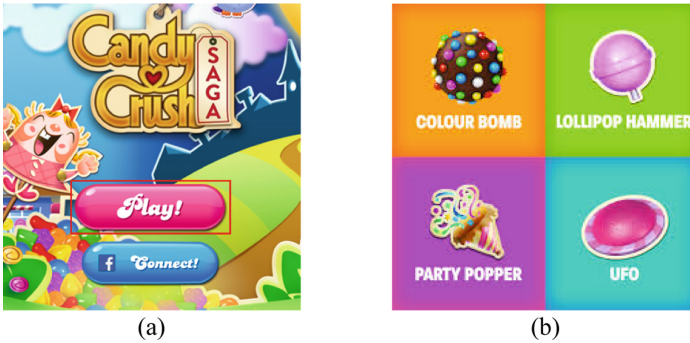 Candy
Crush
SAGA
Play!
f Connect!
COLOUR BOMB
LOLLIPOP HAMMER
PARTY POPPER
UFO
(a)
(b)